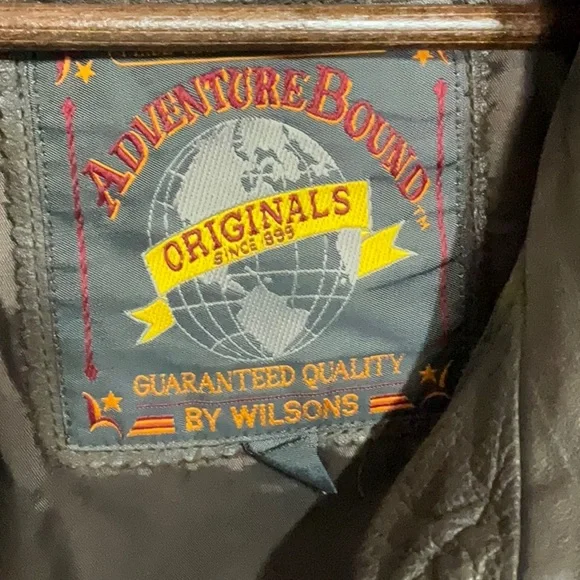 ADVENTURE BOUND™
ORIGINALS
SINCE 1899
GUARANTEED QUALITY
BY WILSONS